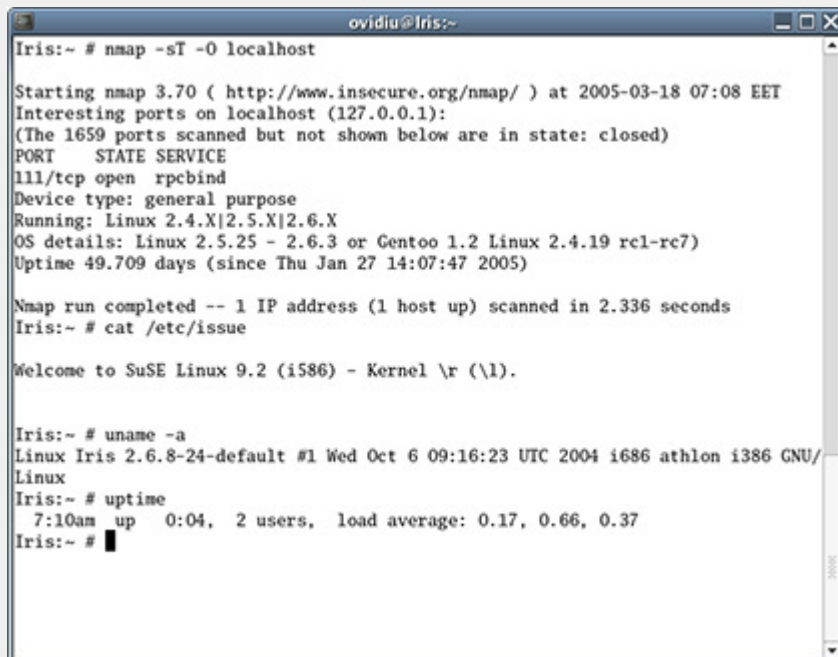 ovidiu@Iris:~
Iris:~ # nmap -sT -O localhost
Starting nmap 3.70 ( http://www.insecure.org/nmap/ ) at 2005-03-18 07:08 EET
Interesting ports on localhost (127.0.0.1):
(The 1659 ports scanned but not shown below are in state: closed)
PORT    STATE SERVICE
111/tcp open  rpcbind
Device type: general purpose
Running: Linux 2.4.X|2.5.X|2.6.X
OS details: Linux 2.5.25 - 2.6.3 or Gentoo 1.2 Linux 2.4.19 rc1-rc7)
Uptime 49.709 days (since Thu Jan 27 14:07:47 2005)
Nmap run completed -- 1 IP address (1 host up) scanned in 2.336 seconds
Iris:~ # cat /etc/issue
Welcome to SuSE Linux 9.2 (i586) - Kernel \r (\l).
Iris:~ # uname -a
Linux Iris 2.6.8-24-default #1 Wed Oct 6 09:16:23 UTC 2004 i686 athlon i386 GNU/
Linux
Iris:~ # uptime
  7:10am  up   0:04,  2 users,  load average: 0.17, 0.66, 0.37
Iris:~ #